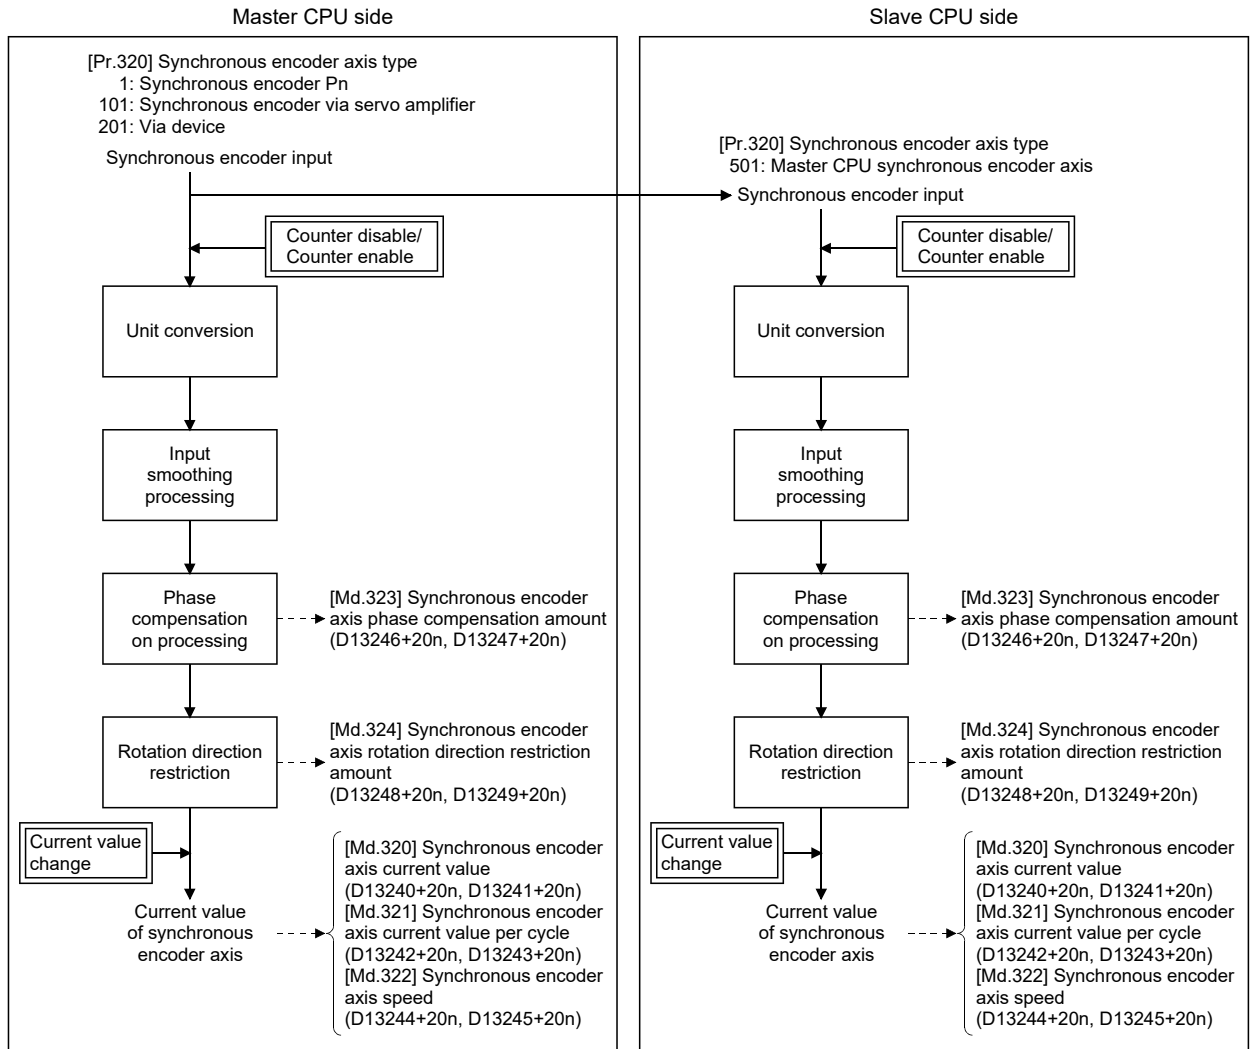 Master CPU side
[Pr.320] Synchronous encoder axis type
1: Synchronous encoder Pn
101: Synchronous encoder via servo amplifier
201: Via device
Synchronous encoder input
Counter disable/
Counter enable
Unit conversion
Input
smoothing
processing
Phase
compensation
on processing
[Md.323] Synchronous encoder
axis phase compensation amount
(D13246+20n, D13247+20n)
Rotation direction
restriction
[Md.324] Synchronous encoder
axis rotation direction restriction
amount
(D13248+20n, D13249+20n)
Current value
change
Current value
of synchronous
encoder axis
[Md.320] Synchronous encoder
axis current value
(D13240+20n, D13241+20n)
[Md.321] Synchronous encoder
axis current value per cycle
(D13242+20n, D13243+20n)
[Md.322] Synchronous encoder
axis speed
(D13244+20n, D13245+20n)
Slave CPU side
[Pr.320] Synchronous encoder axis type
501: Master CPU synchronous encoder axis
Synchronous encoder input
Counter disable/
Counter enable
Unit conversion
Input
smoothing
processing
Phase
compensation
on processing
[Md.323] Synchronous encoder
axis phase compensation amount
(D13246+20n, D13247+20n)
Rotation direction
restriction
[Md.324] Synchronous encoder
axis rotation direction restriction
amount
(D13248+20n, D13249+20n)
Current value
change
Current value
of synchronous
encoder axis
[Md.320] Synchronous encoder
axis current value
(D13240+20n, D13241+20n)
[Md.321] Synchronous encoder
axis current value per cycle
(D13242+20n, D13243+20n)
[Md.322] Synchronous encoder
axis speed
(D13244+20n, D13245+20n)